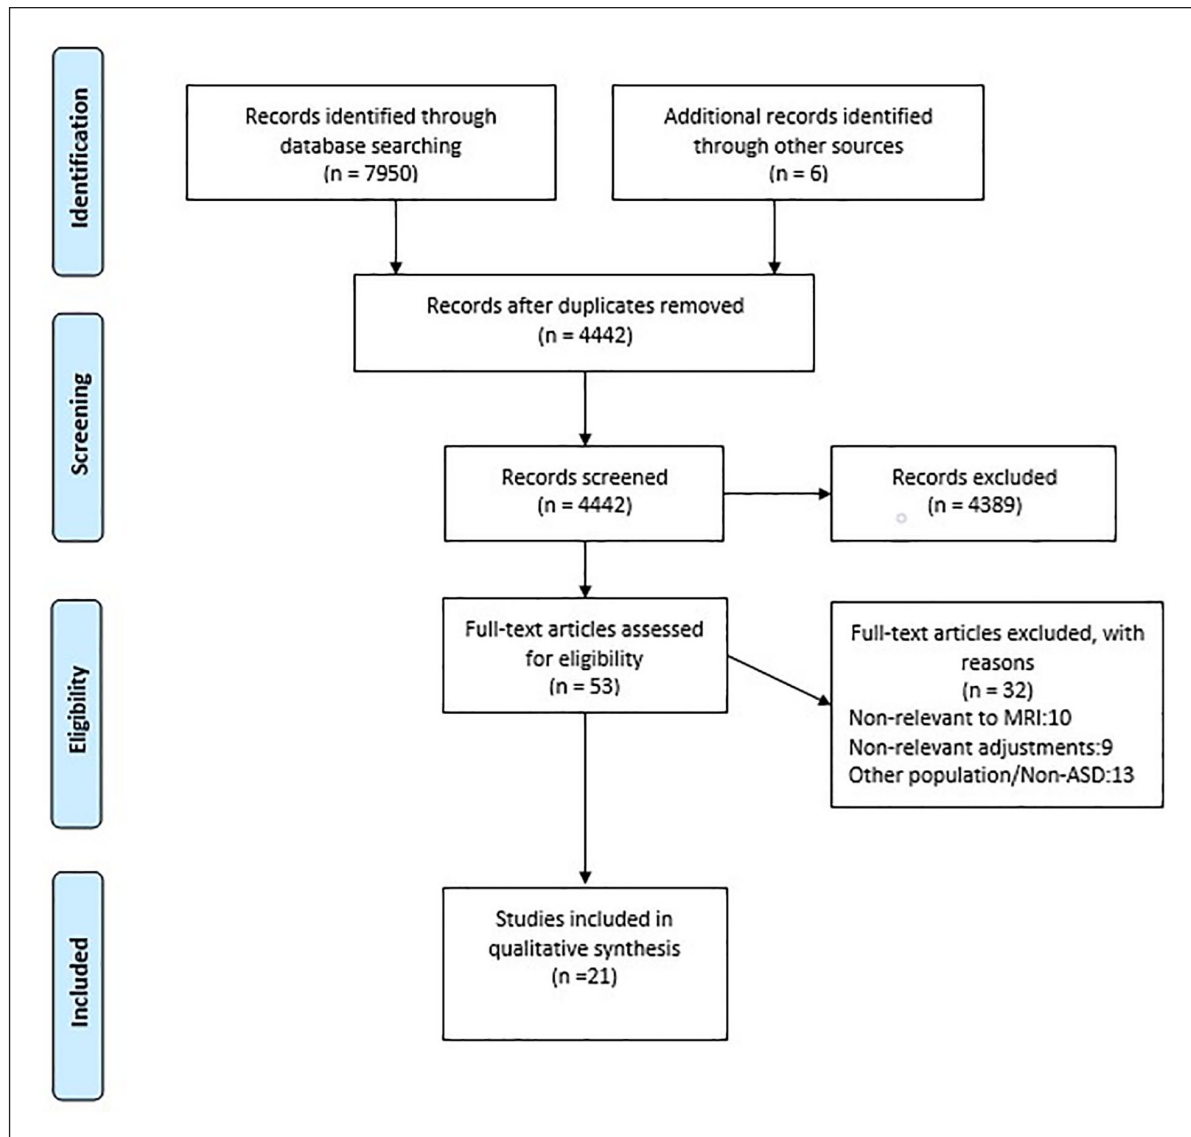 Identification
Records identified through
database searching
(n = 7950)
Additional records identified
through other sources
(n = 6)
Records after duplicates removed
(n = 4442)
Screening
Records screened
(n = 4442)
Records excluded
(n = 4389)
Eligibility
Full-text articles assessed
for eligibility
(n = 53)
Full-text articles excluded, with
reasons
(n = 32)
Non-relevant to MRI:10
Non-relevant adjustments:9
Other population/Non-ASD:13
Included
Studies included in
qualitative synthesis
(n =21)